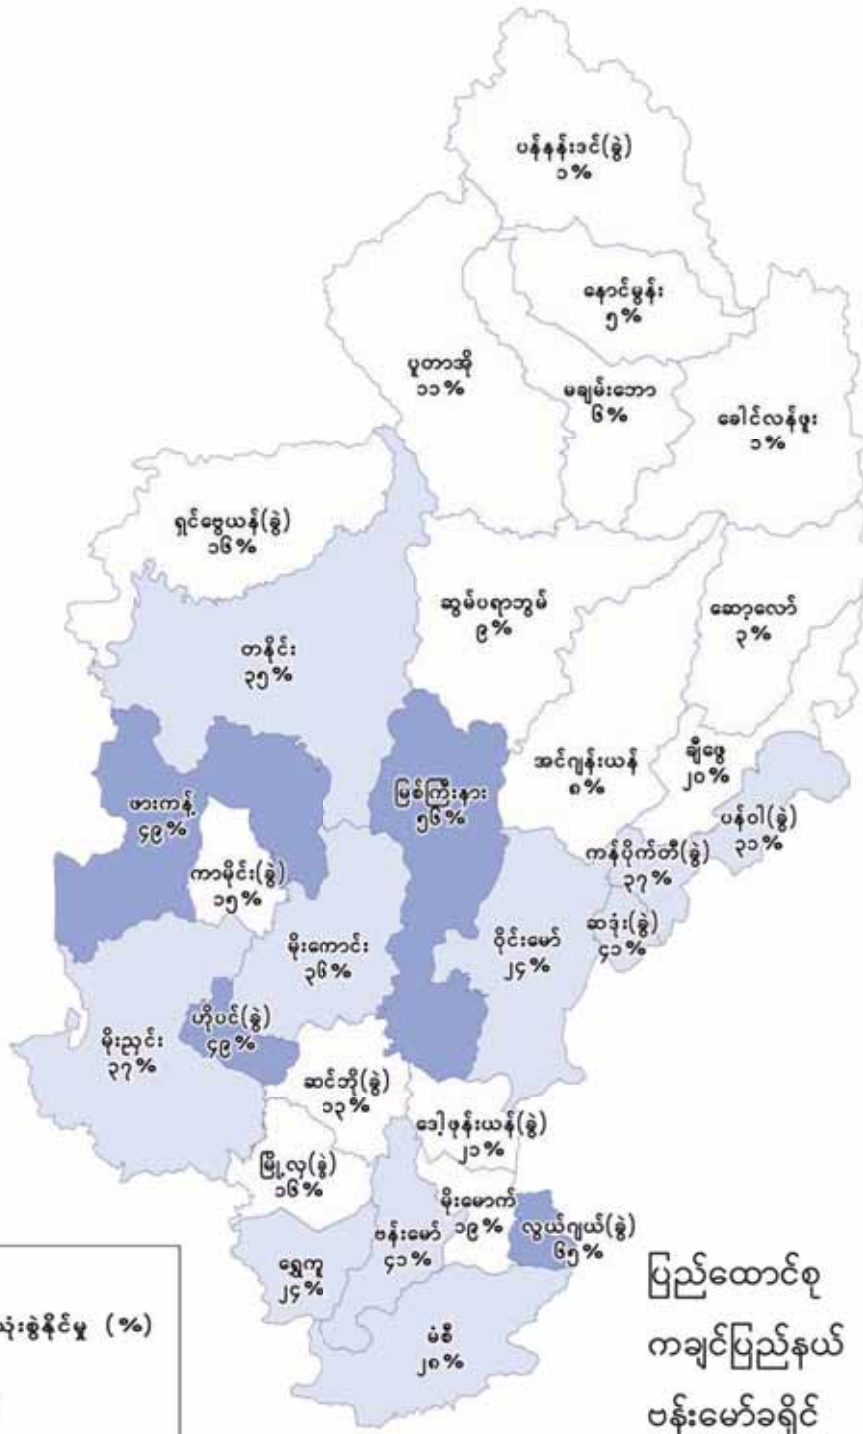 ပန်နန်းဒင်(ခွဲ)
၁%
နောင်မွန်း
၅%
ပူတာအို
၁၁%
မချမ်းဘော
၆%
ခေါင်လန်ဖူး
၁%
ရှင်ဗွေယန်(ခွဲ)
၁၆%
ဆွမ်ပရာဘွမ်
၉%
ဆော့လော်
၃%
တနိုင်း
၃၅%
အင်ဂျန်းယန်
၈%
ချီဖွေ
၂၀%
ဖားကန့်
၄၉%
မြစ်ကြီးနား
၅၆%
ပန်ဝါ(ခွဲ)
၃၁%
ကာမိုင်း(ခွဲ)
၁၅%
ကန်ပိုက်တီ(ခွဲ)
၃၇%
မိုးကောင်း
၃၆%
ဝိုင်းမော်
၂၄%
ဆဒုံး(ခွဲ)
၄၁%
မိုးညှင်း
၃၇%
ဟိုပင်(ခွဲ)
၄၉%
ဆင်ဘို(ခွဲ)
၁၃%
ဒေါ့ဖုန်းယန်(ခွဲ)
၂၁%
မြို့လှ(ခွဲ)
၁၆%
မိုးမောက်
၁၉%
လွယ်ဂျယ်(ခွဲ)
၆၅%
ရွှေကူ
၂၄%
ဗန်းမော်
၄၁%
မံစီ
၂၈%
သုံးစွဲနိုင်မှု (%)
ပြည်ထောင်စု
ကချင်ပြည်နယ်
ဗန်းမော်ခရိုင်